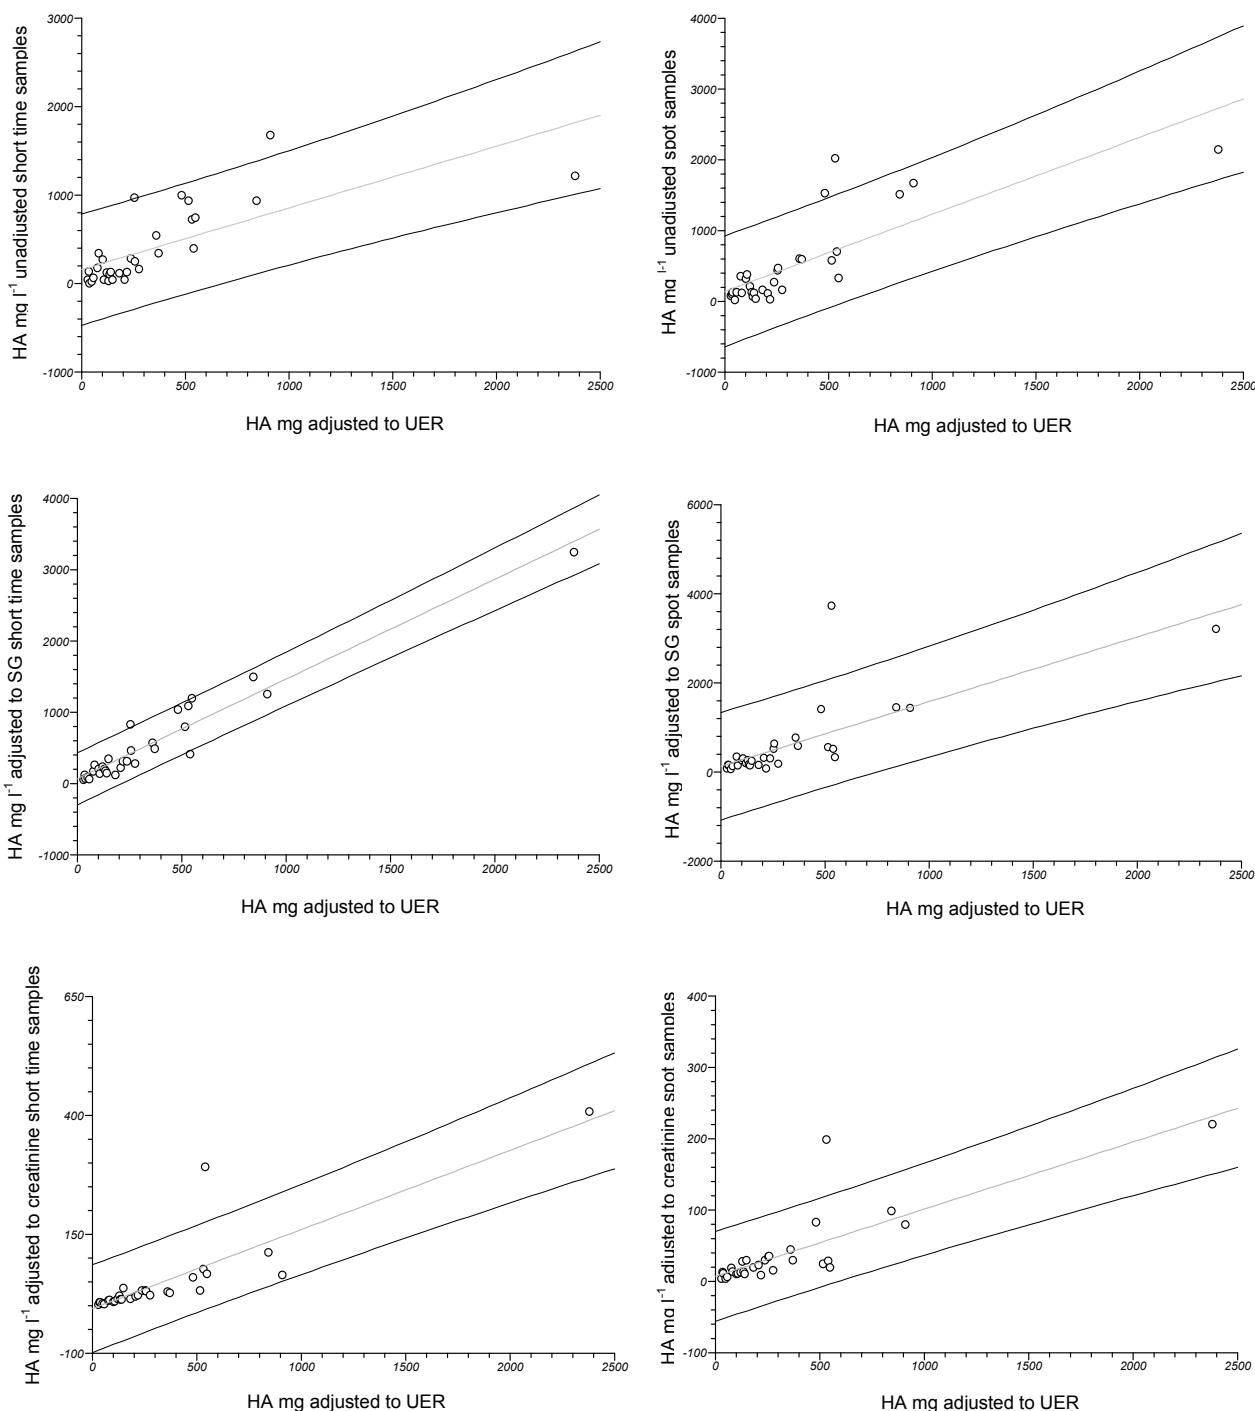 HA mg l-1 unadjusted short time samples
3000
2000
1000
0
-1000
0 500 1000 1500 2000 2500
HA mg adjusted to UER
HA mg l-1 unadjusted spot samples
4000
3000
2000
1000
0
-1000
0 500 1000 1500 2000 2500
HA mg adjusted to UER
HA mg l-1 adjusted to SG short time samples
4000
3000
2000
1000
0
-1000
0 500 1000 1500 2000 2500
HA mg adjusted to UER
HA mg l-1 adjusted to SG spot samples
6000
4000
2000
0
-2000
0 500 1000 1500 2000 2500
HA mg adjusted to UER
HA mg l-1 adjusted to creatinine short time samples
650
400
150
-100
0 500 1000 1500 2000 2500
HA mg adjusted to UER
HA mg l-1 adjusted to creatinine spot samples
400
300
200
100
0
-100
0 500 1000 1500 2000 2500
HA mg adjusted to UER